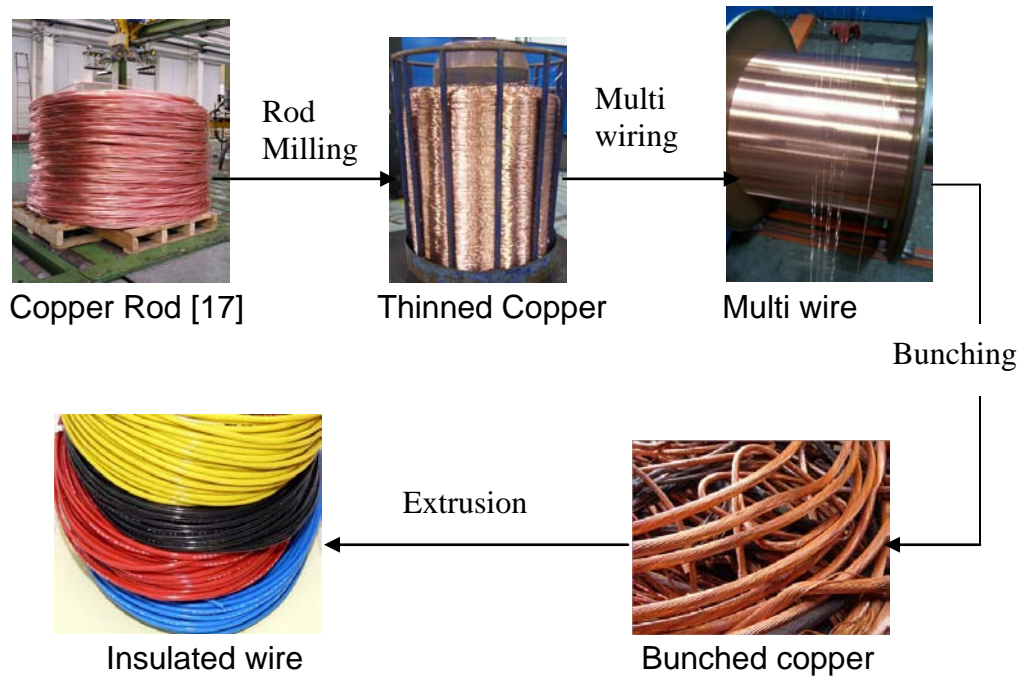 Rod
Milling
Multi
wiring
Copper Rod [17]
Thinned Copper
Multi wire
Bunching
Extrusion
Insulated wire
Bunched copper